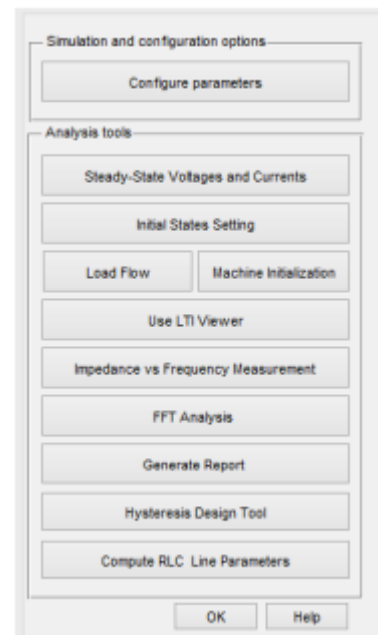 Simulation and configuration options
Configure parameters
Analysis tools
Steady-State Voltages and Currents
Initial States Setting
Load Flow Machine Initialization
Use LTI Viewer
Impedance vs Frequency Measurement
FFT Analysis
Generate Report
Hysteresis Design Tool
Compute RLC Line Parameters
OK Help